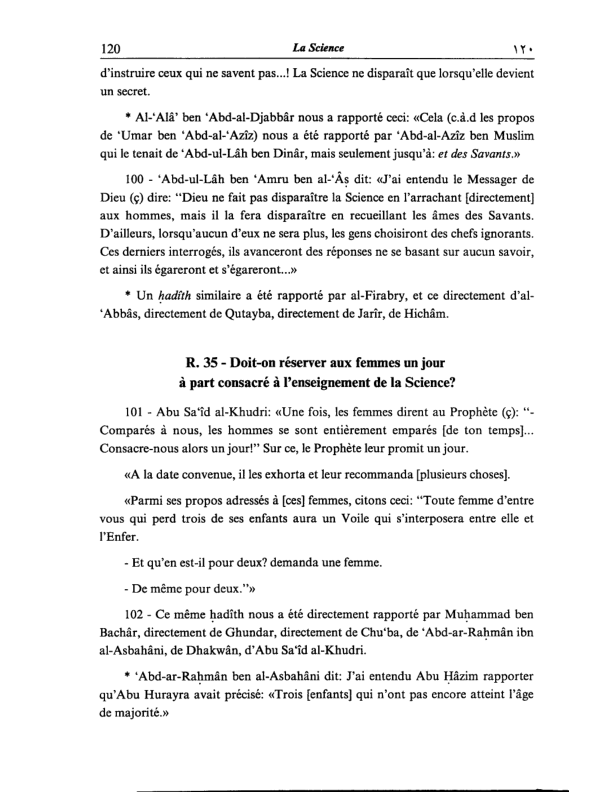 120 La Science ١٢٠
d'instruire ceux qui ne savent pas...! La Science ne disparaît que lorsqu'elle devient
un secret.
* Al-‘Alâ’ ben ‘Abd-al-Djabbâr nous a rapporté ceci: «Cela (c.à.d les propos
de ‘Umar ben ‘Abd-al-‘Azîz) nous a été rapporté par ‘Abd-al-Azîz ben Muslim
qui le tenait de ‘Abd-ul-Lâh ben Dinâr, mais seulement jusqu'à: et des Savants.»
100 - ‘Abd-ul-Lâh ben ‘Amru ben al-‘Âṣ dit: «J'ai entendu le Messager de
Dieu (ç) dire: “Dieu ne fait pas disparaître la Science en l'arrachant [directement]
aux hommes, mais il la fera disparaître en recueillant les âmes des Savants.
D'ailleurs, lorsqu'aucun d'eux ne sera plus, les gens choisiront des chefs ignorants.
Ces derniers interrogés, ils avanceront des réponses ne se basant sur aucun savoir,
et ainsi ils égareront et s'égareront...»
* Un ḥadîth similaire a été rapporté par al-Firabry, et ce directement d'al-
‘Abbâs, directement de Qutayba, directement de Jarîr, de Hichâm.
R. 35 - Doit-on réserver aux femmes un jour
à part consacré à l'enseignement de la Science?
101 - Abu Sa‘îd al-Khudri: «Une fois, les femmes dirent au Prophète (ç): “-
Comparés à nous, les hommes se sont entièrement emparés [de ton temps]...
Consacre-nous alors un jour!” Sur ce, le Prophète leur promit un jour.
«A la date convenue, il les exhorta et leur recommanda [plusieurs choses].
«Parmi ses propos adressés à [ces] femmes, citons ceci: “Toute femme d'entre
vous qui perd trois de ses enfants aura un Voile qui s'interposera entre elle et
l'Enfer.
- Et qu'en est-il pour deux? demanda une femme.
- De même pour deux.”»
102 - Ce même ḥadîth nous a été directement rapporté par Muḥammad ben
Bachâr, directement de Ghundar, directement de Chu‘ba, de ‘Abd-ar-Raḥmân ibn
al-Asbahâni, de Dhakwân, d'Abu Sa‘îd al-Khudri.
* ‘Abd-ar-Raḥmân ben al-Asbahâni dit: J'ai entendu Abu Ḥâzim rapporter
qu'Abu Hurayra avait précisé: «Trois [enfants] qui n'ont pas encore atteint l'âge
de majorité.»